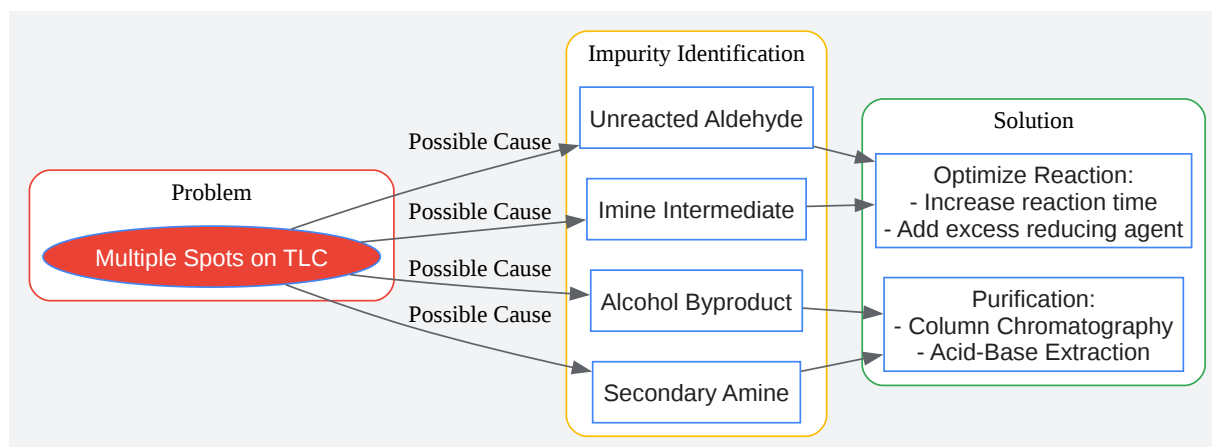 Problem
Multiple Spots on TLC
Possible Cause
Possible Cause
Possible Cause
Possible Cause
Impurity Identification
Unreacted Aldehyde
Imine Intermediate
Alcohol Byproduct
Secondary Amine
Solution
Optimize Reaction:
- Increase reaction time
- Add excess reducing agent
Purification:
- Column Chromatography
- Acid-Base Extraction